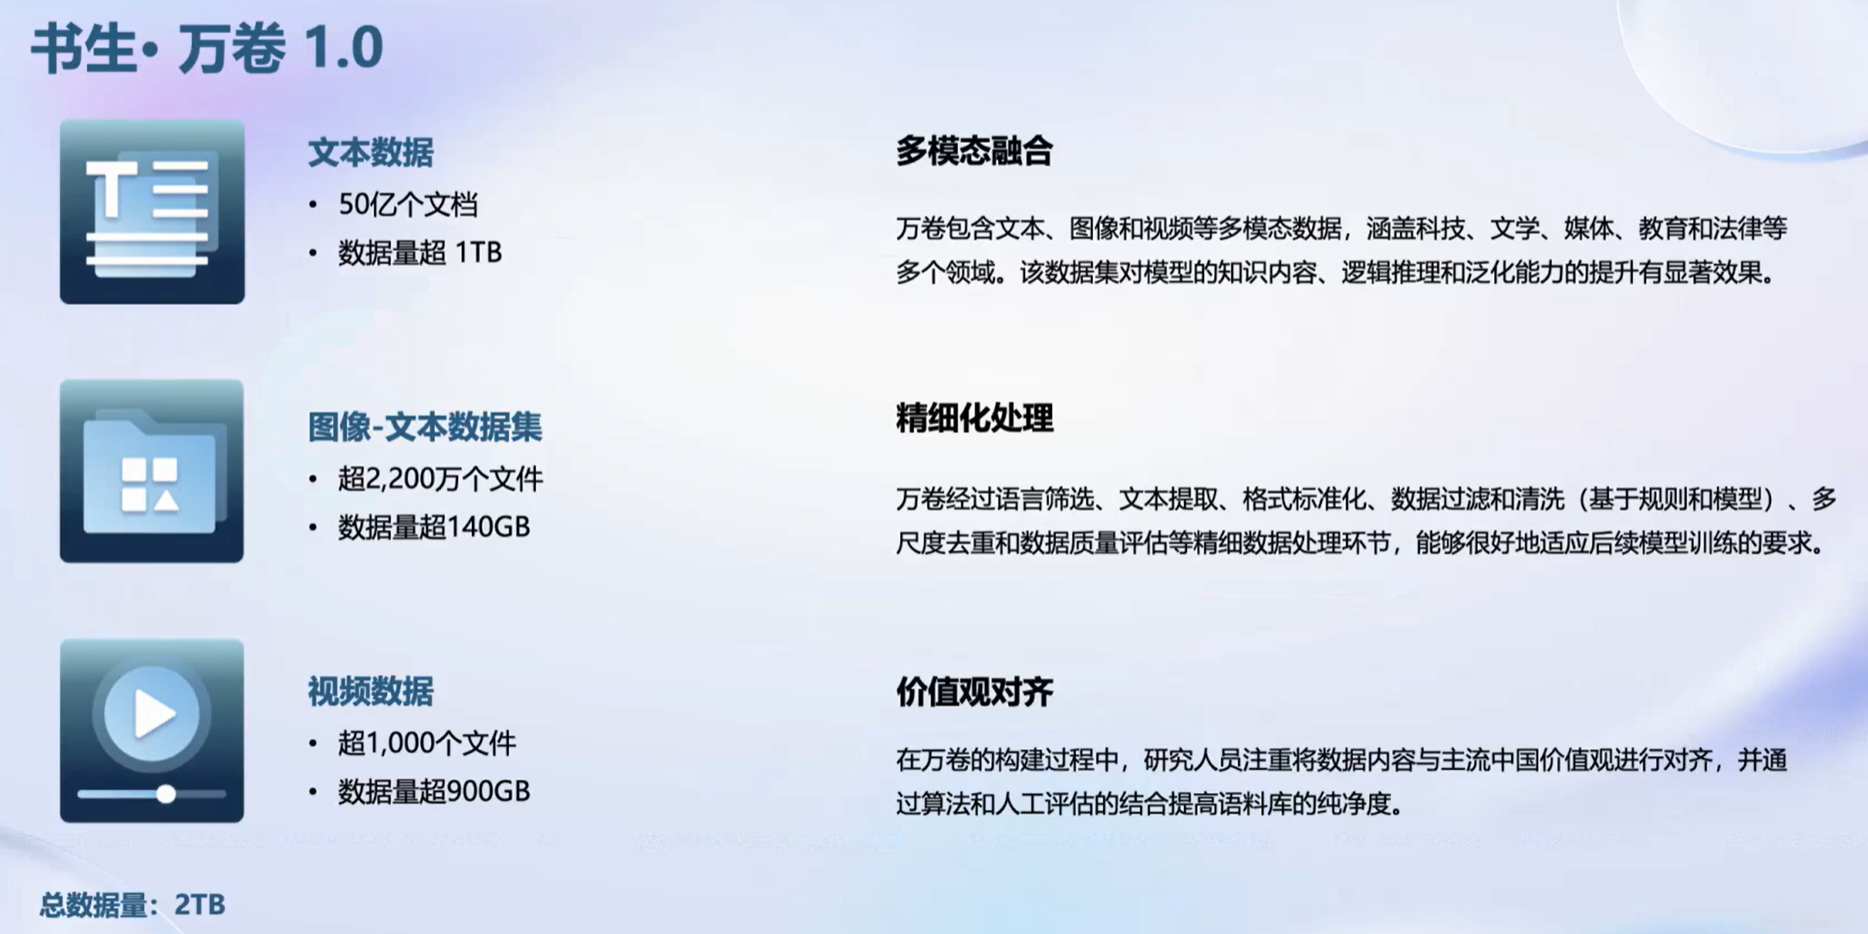 书生• 万卷 1.0
文本数据
• 50亿个文档
• 数据量超 1TB
图像-文本数据集
• 超2,200万个文件
• 数据量超140GB
视频数据
• 超1,000个文件
• 数据量超900GB
总数据量：2TB
多模态融合
万卷包含文本、图像和视频等多模态数据，涵盖科技、文学、媒体、教育和法律等
多个领域。该数据集对模型的知识内容、逻辑推理和泛化能力的提升有显著效果。
精细化处理
万卷经过语言筛选、文本提取、格式标准化、数据过滤和清洗（基于规则和模型）、多
尺度去重和数据质量评估等精细数据处理环节，能够很好地适应后续模型训练的要求。
价值观对齐
在万卷的构建过程中，研究人员注重将数据内容与主流中国价值观进行对齐，并通
过算法和人工评估的结合提高语料库的纯净度。